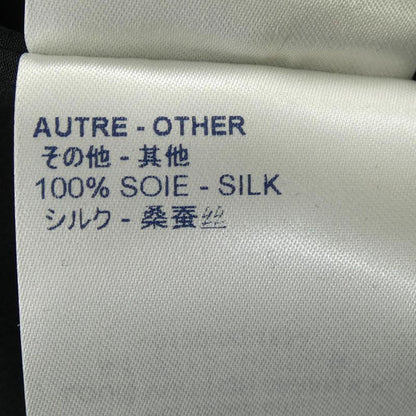 AUTRE - OTHER
その他 - 其他
100% SOIE - SILK
シルク - 桑蚕丝